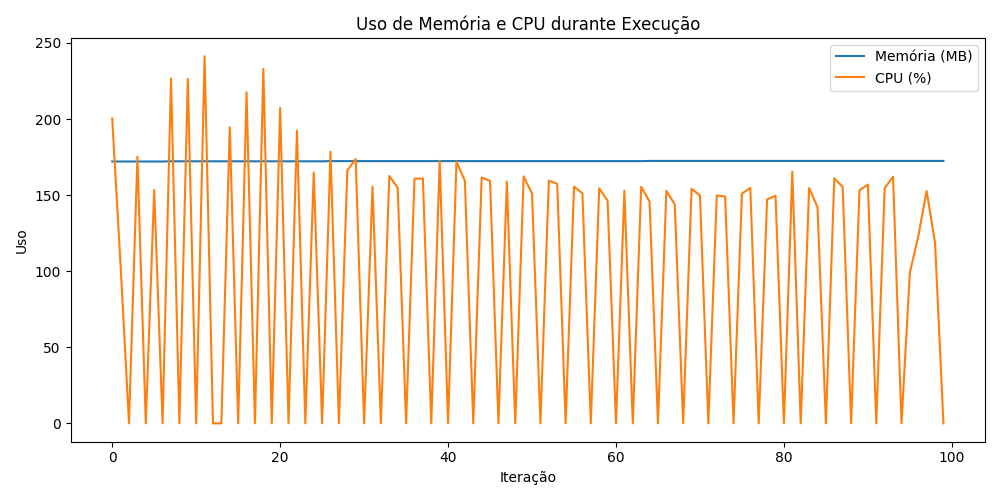 Uso de Memória e CPU durante Execução
Memória (MB)
CPU (%)
250
200
150
100
50
0
Uso
0 20 40 60 80 100
Iteração